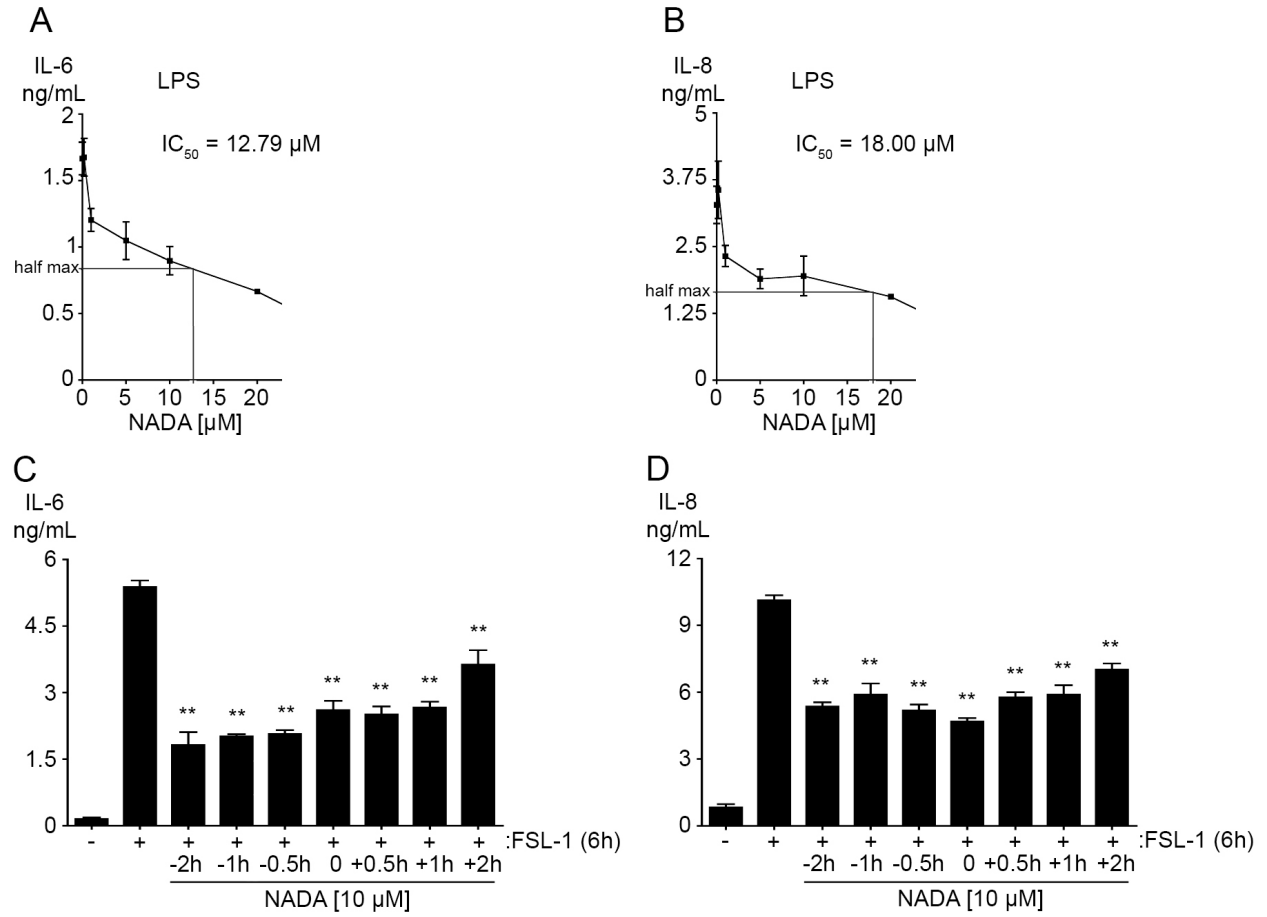 A
IL-6
ng/mL
LPS
IC50 = 12.79 µM
2
1.5
1
half max
0.5
0
0 5 10 15 20
NADA [µM]
B
IL-8
ng/mL
LPS
IC50 = 18.00 µM
5
3.75
2.5
half max
1.25
0
0 5 10 15 20
NADA [µM]
C
IL-6
ng/mL
6
4.5
3
1.5
0
** ** ** ** ** ** **
- + + + + + + + + :FSL-1 (6h)
-2h -1h -0.5h 0 +0.5h +1h +2h
NADA [10 µM]
D
IL-8
ng/mL
12
9
6
3
0
** ** ** ** ** ** **
- + + + + + + + + :FSL-1 (6h)
-2h -1h -0.5h 0 +0.5h +1h +2h
NADA [10 µM]